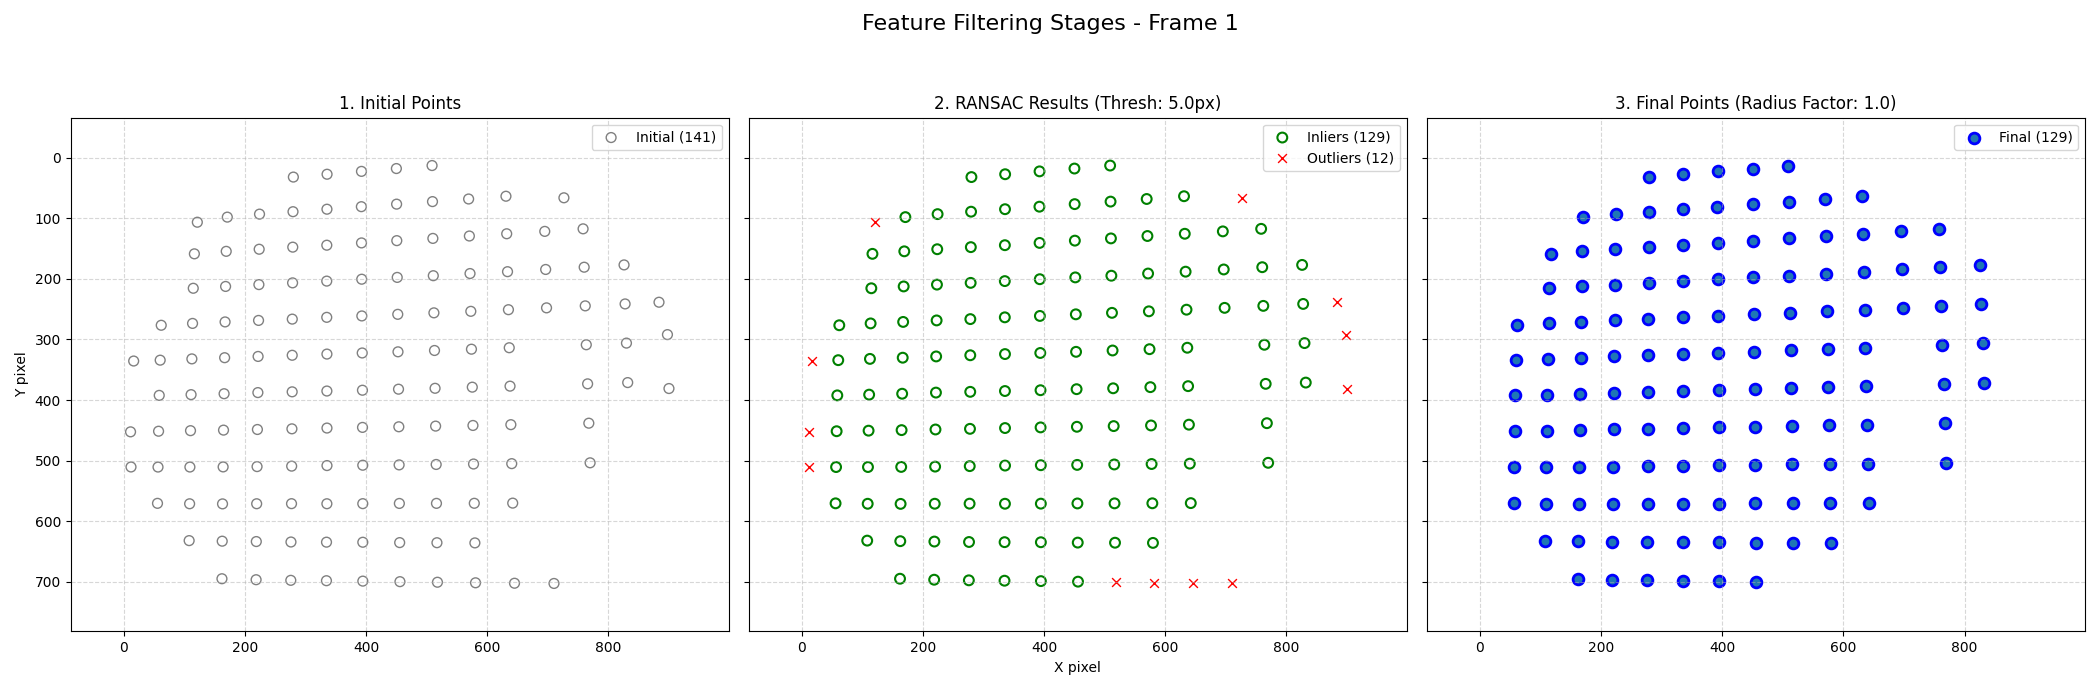 Feature Filtering Stages - Frame 1
1. Initial Points
Initial (141)
0
100
200
300
400
500
600
700
Y pixel
0 200 400 600 800
2. RANSAC Results (Thresh: 5.0px)
Inliers (129)
Outliers (12)
0 200 400 600 800
X pixel
3. Final Points (Radius Factor: 1.0)
Final (129)
0 200 400 600 800